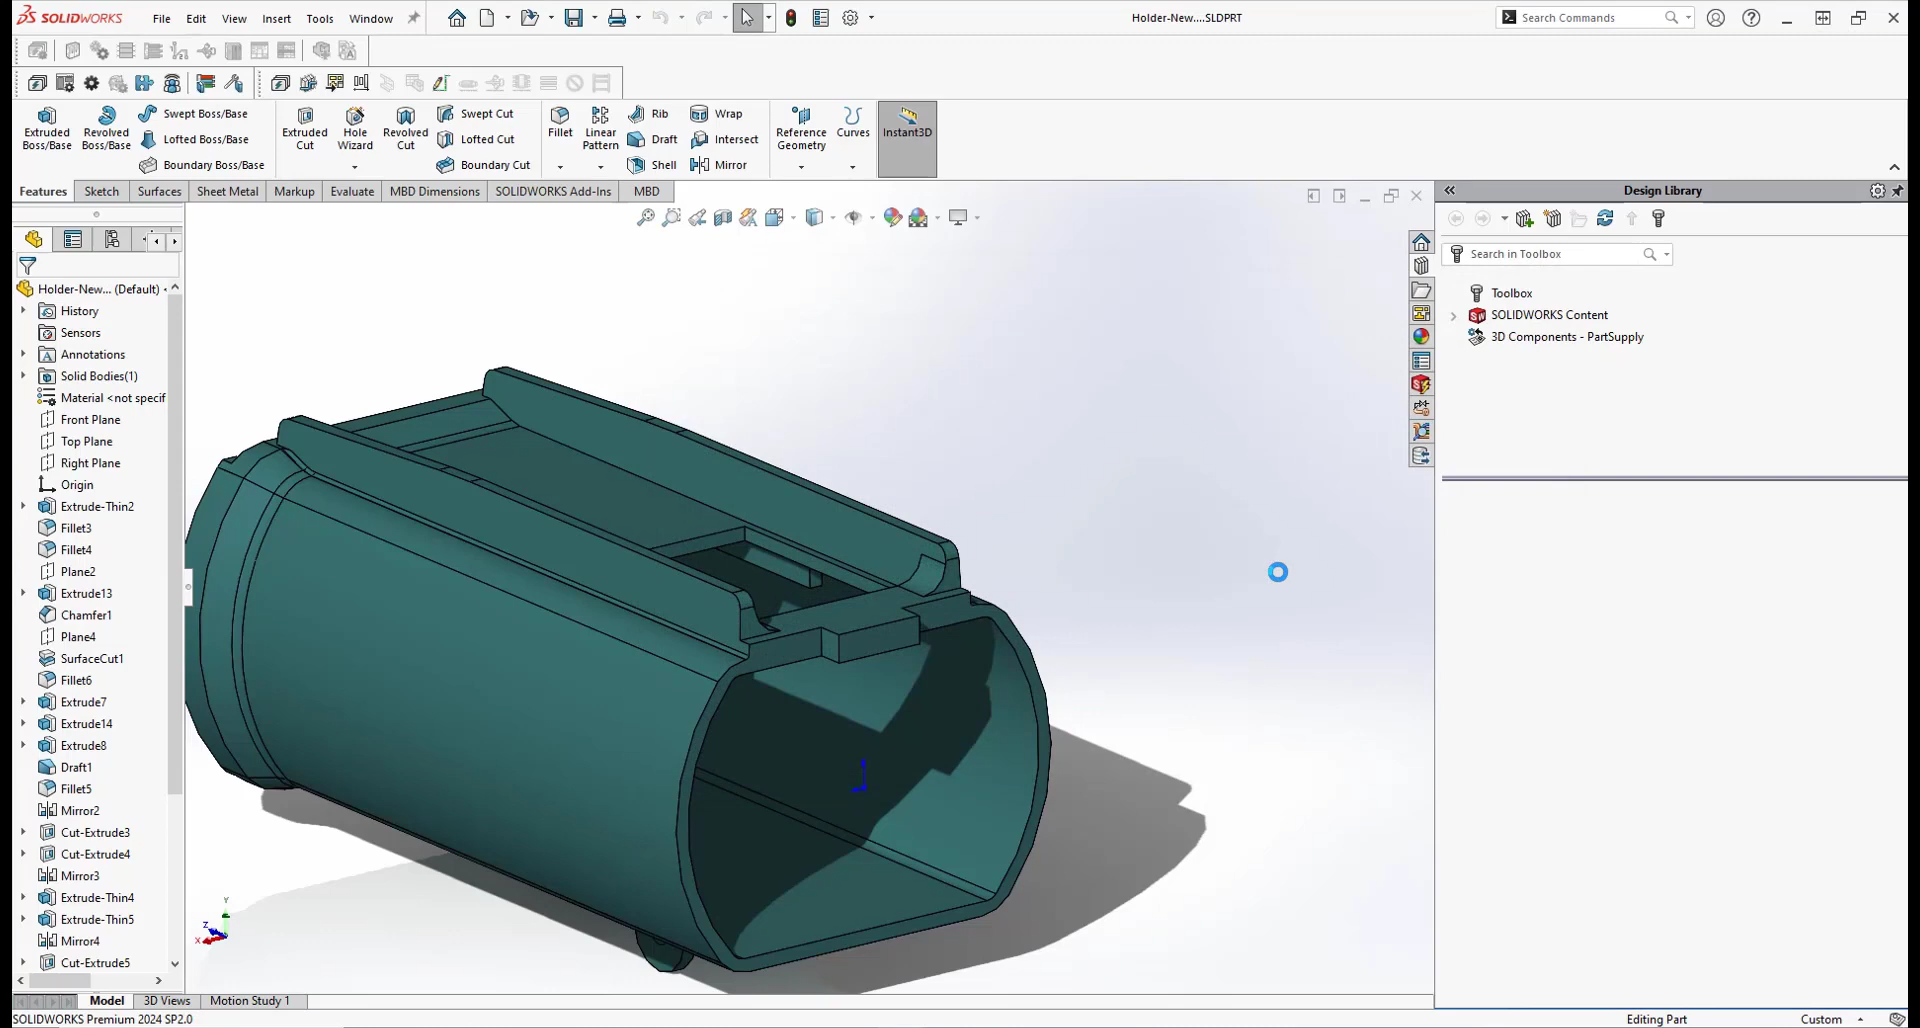 SOLIDWORKS File Edit View Insert Tools Window Holder-New....SLDPRT Search Commands
Extruded Boss/Base Revolved Boss/Base Swept Boss/Base Lofted Boss/Base Boundary Boss/Base
Extruded Cut Hole Wizard Revolved Cut Swept Cut Lofted Cut Boundary Cut
Fillet Linear Pattern Rib Draft Shell Wrap Intersect Mirror
Reference Geometry Curves Instant3D
Features Sketch Surfaces Sheet Metal Markup Evaluate MBD Dimensions SOLIDWORKS Add-Ins MBD
Holder-New... (Default)
History
Sensors
Annotations
Solid Bodies(1)
Material <not specif
Front Plane
Top Plane
Right Plane
Origin
Extrude-Thin2
Fillet3
Fillet4
Plane2
Extrude13
Chamfer1
Plane4
SurfaceCut1
Fillet6
Extrude7
Extrude14
Extrude8
Draft1
Fillet5
Mirror2
Cut-Extrude3
Cut-Extrude4
Mirror3
Extrude-Thin4
Extrude-Thin5
Mirror4
Cut-Extrude5
Y
Z
X
Design Library
Search in Toolbox
Toolbox
SOLIDWORKS Content
3D Components - PartSupply
Model 3D Views Motion Study 1
SOLIDWORKS Premium 2024 SP2.0 Editing Part Custom